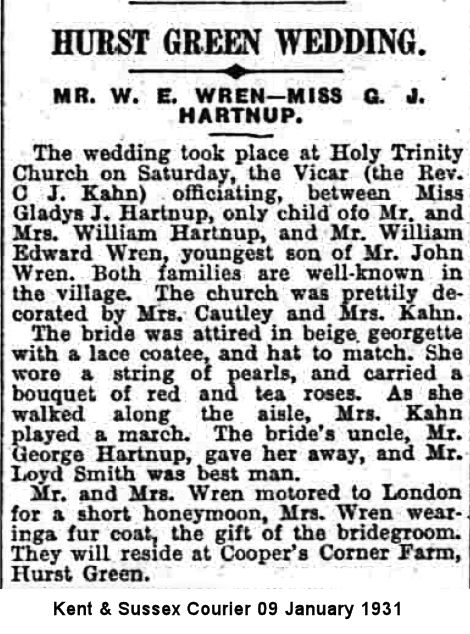 HURST GREEN WEDDING.
MR. W. E. WREN—MISS G. J.
HARTNUP.
The wedding took place at Holy Trinity
Church on Saturday, the Vicar (the Rev.
C J. Kahn) officiating, between Miss
Gladys J. Hartnup, only child ofo Mr. and
Mrs. William Hartnup, and Mr. William
Edward Wren, youngest son of Mr. John
Wren. Both families are well-known in
the village. The church was prettily de-
corated by Mrs. Cautley and Mrs. Kahn.
The bride was attired in beige georgette
with a lace coatee, and hat to match. She
wore a string of pearls, and carried a
bouquet of red and tea roses. As she
walked along the aisle, Mrs. Kahn
played a march. The bride's uncle, Mr.
George Hartnup, gave her away, and Mr.
Loyd Smith was best man.
Mr. and Mrs. Wren motored to London
for a short honeymoon, Mrs. Wren wear-
inga fur coat, the gift of the bridegroom.
They will reside at Cooper's Corner Farm,
Hurst Green.
Kent & Sussex Courier 09 January 1931